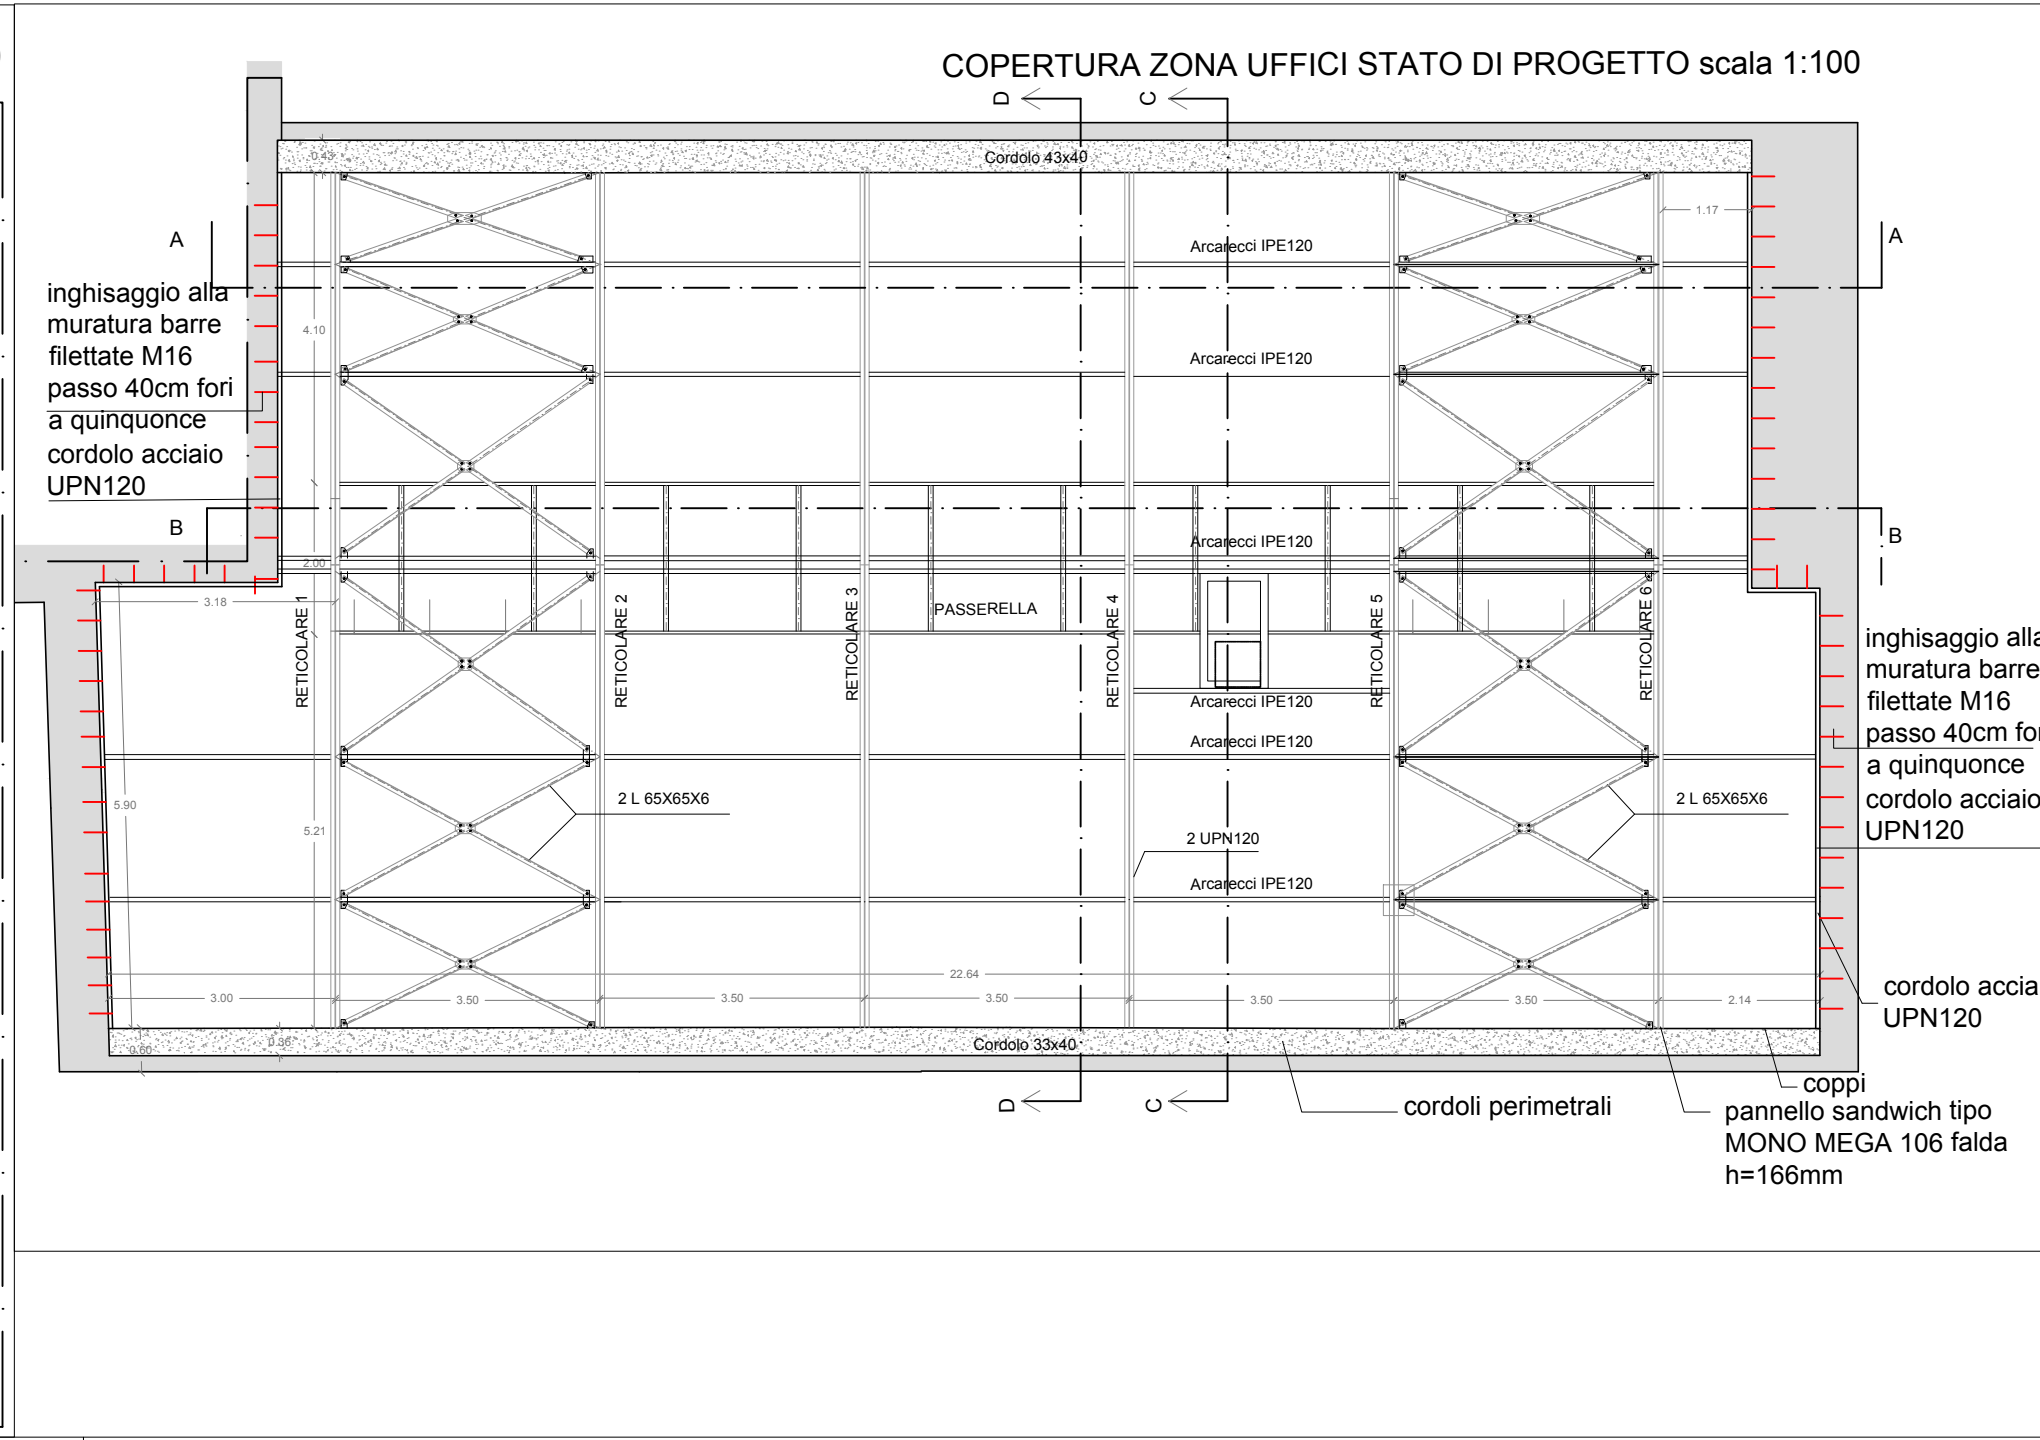 COPERTURA ZONA UFFICI STATO DI PROGETTO scala 1:100
D
C
0.43
Cordolo 43x40
1.17
A
A
Arcarecci IPE120
inghisaggio alla
muratura barre
filettate M16
passo 40cm fori
a quinquonce
cordolo acciaio
UPN120
4.10
Arcarecci IPE120
B
B
Arcarecci IPE120
2.00
3.18
RETICOLARE 1
RETICOLARE 2
RETICOLARE 3
PASSERELLA
RETICOLARE 4
RETICOLARE 5
RETICOLARE 6
inghisaggio alla
muratura barre
filettate M16
passo 40cm for
a quinquonce
cordolo acciaio
UPN120
Arcarecci IPE120
Arcarecci IPE120
5.90
5.21
2 L 65X65X6
2 L 65X65X6
2 UPN120
Arcarecci IPE120
22.64
3.00
3.50
3.50
3.50
3.50
3.50
2.14
cordolo accia
UPN120
0.60
Cordolo 33x40
D
C
cordoli perimetrali
coppi
pannello sandwich tipo
MONO MEGA 106 falda
h=166mm